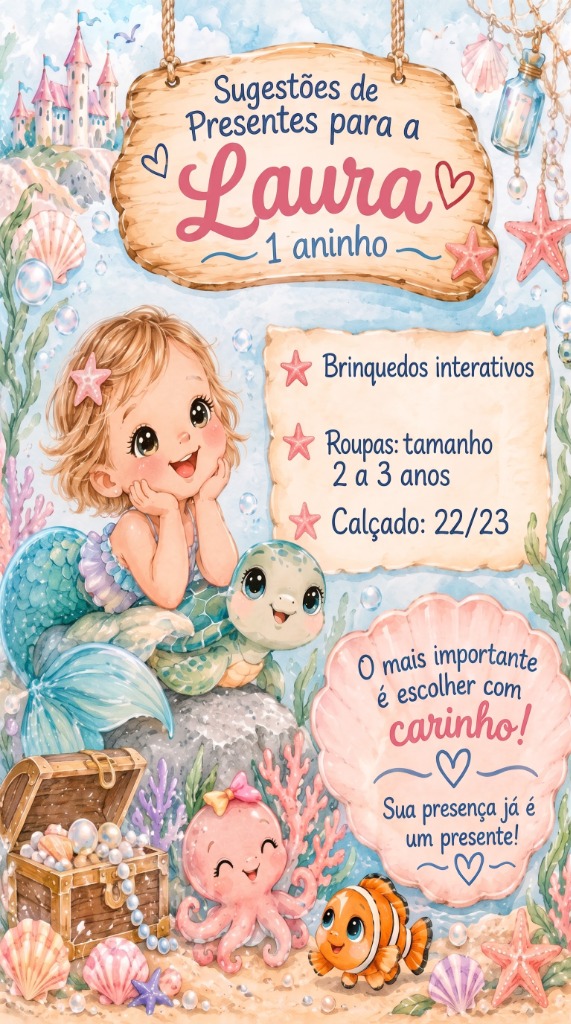 Sugestões de
Presentes para a
Laura
1 aninho
Brinquedos interativos
Roupas: tamanho
2 a 3 anos
Calçado: 22/23
O mais importante
é escolher com
carinho!
Sua presença já é
um presente!